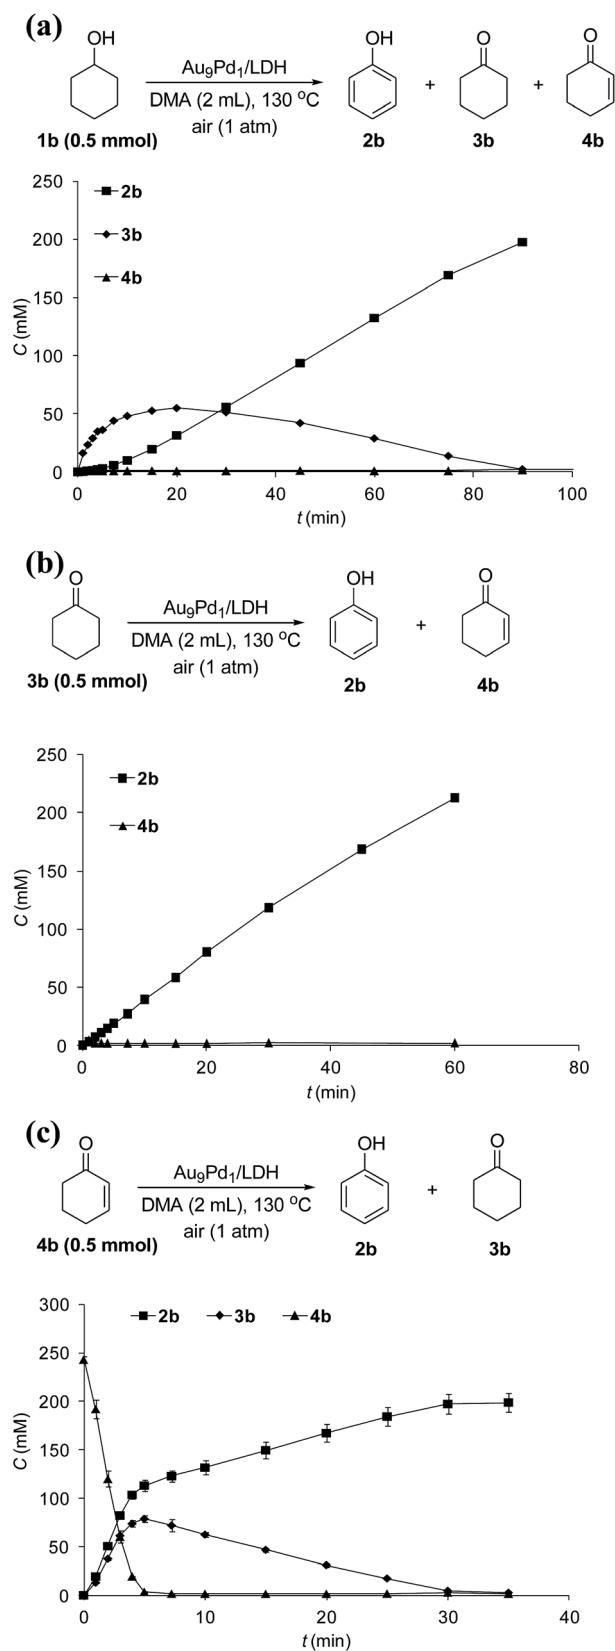 (a)
OH
O
OH
O
Au9Pd1/LDH
DMA (2 mL), 130 °C
air (1 atm)
+
+
1b (0.5 mmol)
2b
3b
4b
250
200
150
100
50
0
C (mM)
2b
3b
4b
0
20
40
60
80
100
t (min)
(b)
O
OH
O
Au9Pd1/LDH
DMA (2 mL), 130 °C
air (1 atm)
+
3b (0.5 mmol)
2b
4b
250
200
150
100
50
0
C (mM)
2b
4b
0
20
40
60
80
t (min)
(c)
O
OH
O
Au9Pd1/LDH
DMA (2 mL), 130 °C
air (1 atm)
+
4b (0.5 mmol)
2b
3b
300
250
200
150
100
50
0
C (mM)
2b
3b
4b
0
10
20
30
40
t (min)